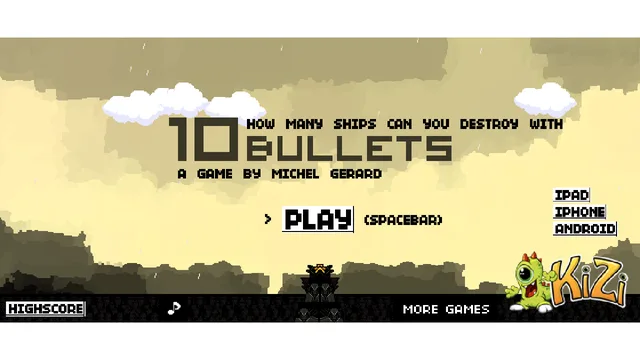 HOW MANY SHIPS CAN YOU DESTROY WITH
10 BULLETS
A GAME BY MICHEL GERARD
> PLAY (SPACEBAR)
IPAD
IPHONE
ANDROID
HIGHSCORE
MORE GAMES
KiZi